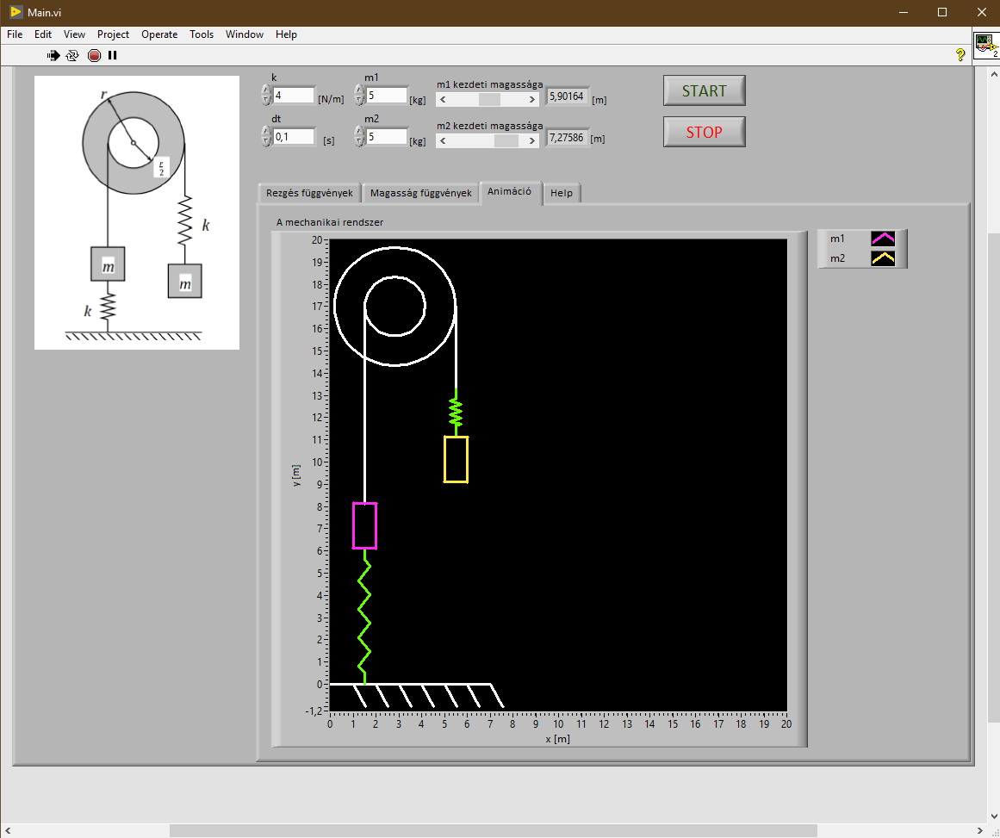 Main.vi
File Edit View Project Operate Tools Window Help
2
k
4
[N/m]
m1
5
[kg]
m1 kezdeti magassága
5,90164
[m]
START
dt
0,1
[s]
m2
5
[kg]
m2 kezdeti magassága
7,27586
[m]
STOP
r
r
2
k
m
m
k
Rezgés függvények
Magasság függvények
Animáció
Help
A mechanikai rendszer
m1
m2
y [m]
20
19
18
17
16
15
14
13
12
11
10
9
8
7
6
5
4
3
2
1
0
-1,2
0 1 2 3 4 5 6 7 8 9 10 11 12 13 14 15 16 17 18 19 20
x [m]